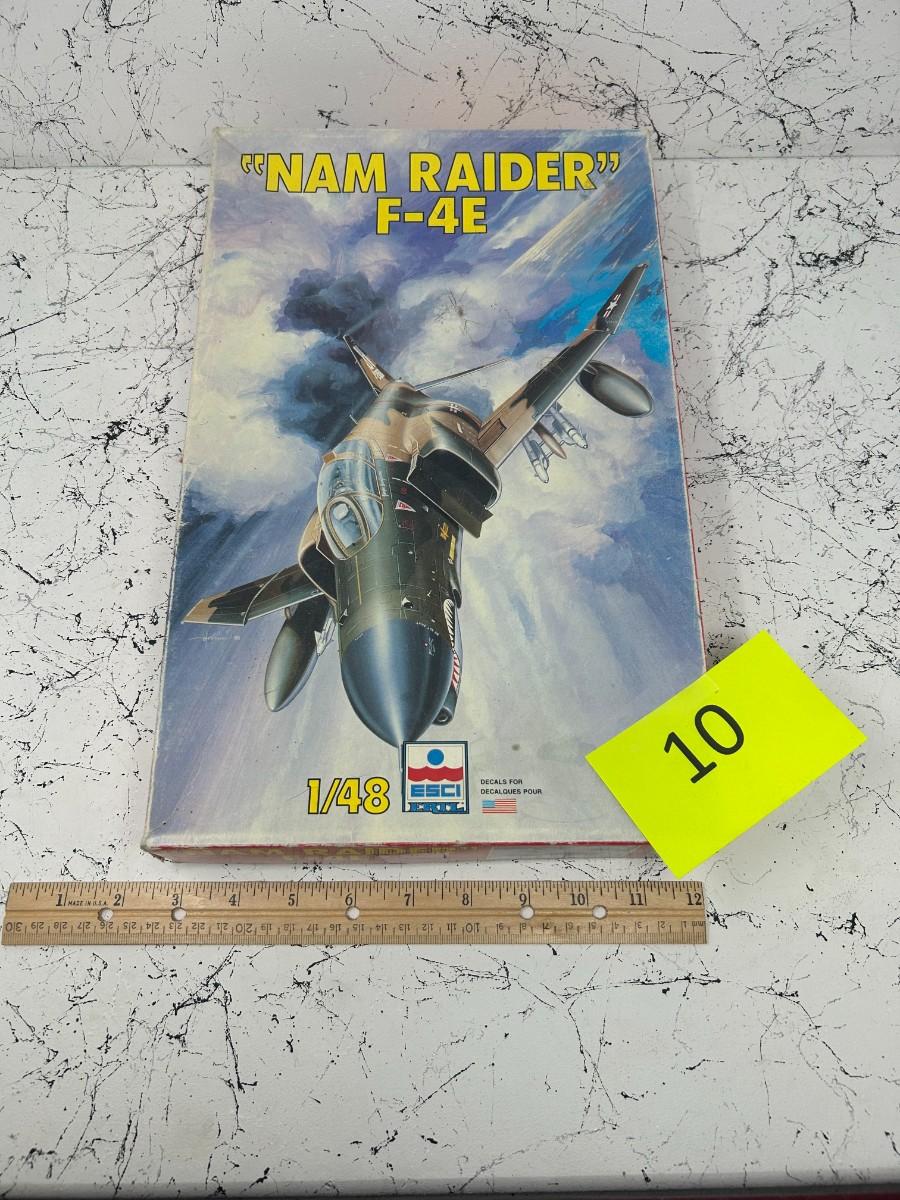 “NAM RAIDER”
F-4E
1/48
ESCI
ERTL
DECALS FOR
DECALQUES POUR
10
1 2 3 4 5 6 7 8 9 10 11 12
MADE IN U.S.A.